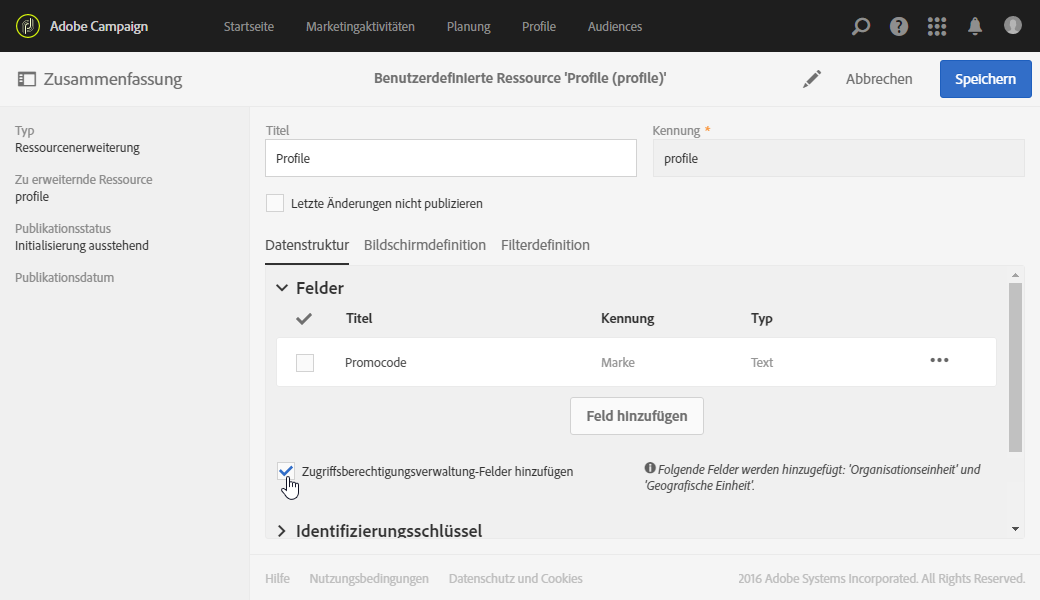 Adobe Campaign
Startseite
Marketingaktivitäten
Planung
Profile
Audiences
Zusammenfassung
Benutzerdefinierte Ressource 'Profile (profile)'
Abbrechen
Speichern
Typ
Ressourcenerweiterung
Zu erweiternde Ressource
profile
Publikationsstatus
Initialisierung ausstehend
Publikationsdatum
Titel
Kennung *
Profile
profile
Letzte Änderungen nicht publizieren
Datenstruktur
Bildschirmdefinition
Filterdefinition
Felder
Titel
Kennung
Typ
Promocode
Marke
Text
Feld hinzufügen
Zugriffsberechtigungsverwaltung-Felder hinzufügen
Folgende Felder werden hinzugefügt: 'Organisationseinheit' und
'Geografische Einheit'.
Identifizierungsschlüssel
Hilfe
Nutzungsbedingungen
Datenschutz und Cookies
2016 Adobe Systems Incorporated. All Rights Reserved.